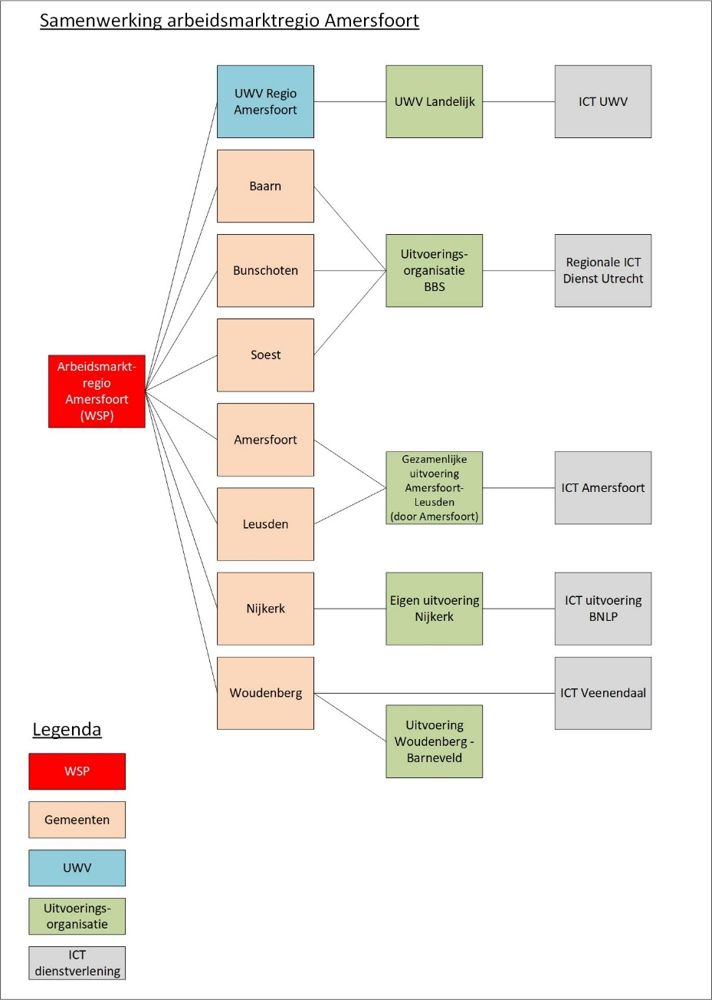 Samenwerking arbeidsmarktregio Amersfoort
UWV Regio
Amersfoort
UWV Landelijk
ICT UWV
Baarn
Bunschoten
Uitvoerings-
organisatie
BBS
Regionale ICT
Dienst Utrecht
Soest
Arbeidsmarkt-
regio
Amersfoort
(WSP)
Amersfoort
Gezamenlijke
uitvoering
Amersfoort-
Leusden
(door Amersfoort)
ICT Amersfoort
Leusden
Nijkerk
Eigen uitvoering
Nijkerk
ICT uitvoering
BNLP
Woudenberg
ICT Veenendaal
Uitvoering
Woudenberg -
Barneveld
Legenda
WSP
Gemeenten
UWV
Uitvoerings-
organisatie
ICT
dienstverlening